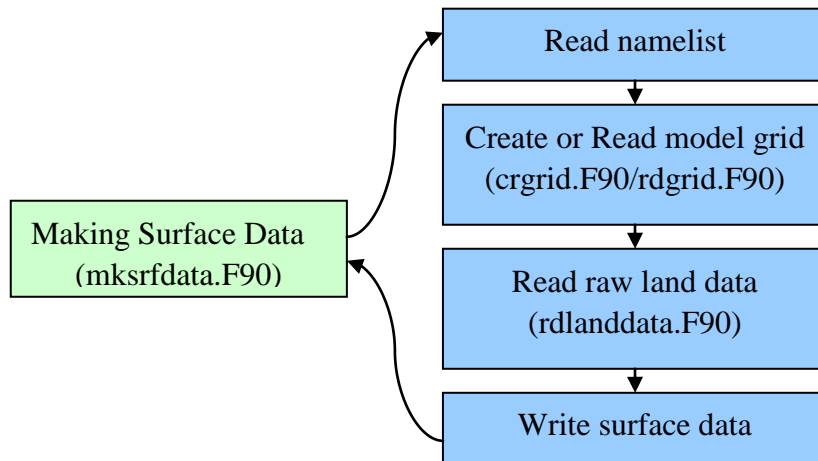 Read namelist
Create or Read model grid
(crgrid.F90/rdgrid.F90)
Making Surface Data
(mksrfdata.F90)
Read raw land data
(rdlanddata.F90)
Write surface data